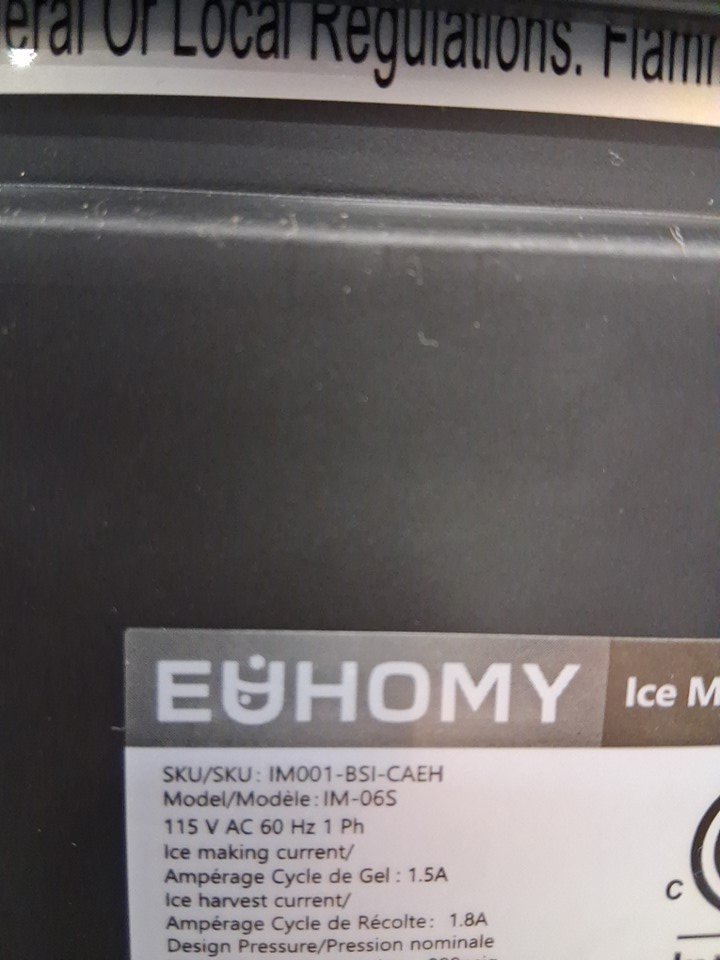 eral Or Local Regulations. Flamm
EUHOMY Ice M
SKU/SKU: IM001-BSI-CAEH
Model/Modèle: IM-06S
115 V AC 60 Hz 1 Ph
Ice making current/
Ampérage Cycle de Gel : 1.5A
Ice harvest current/
Ampérage Cycle de Récolte: 1.8A
Design Pressure/Pression nominale
C